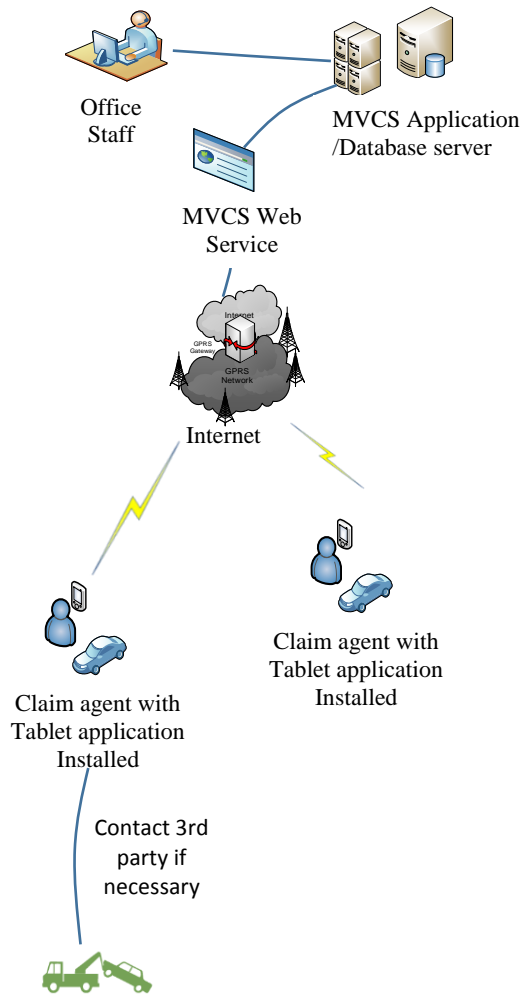 Office
Staff
MVCS Application
/Database server
MVCS Web
Service
Internet
GPRS
Gateway
GPRS
Network
Internet
Claim agent with
Tablet application
Installed
Claim agent with
Tablet application
Installed
Contact 3rd
party if
necessary